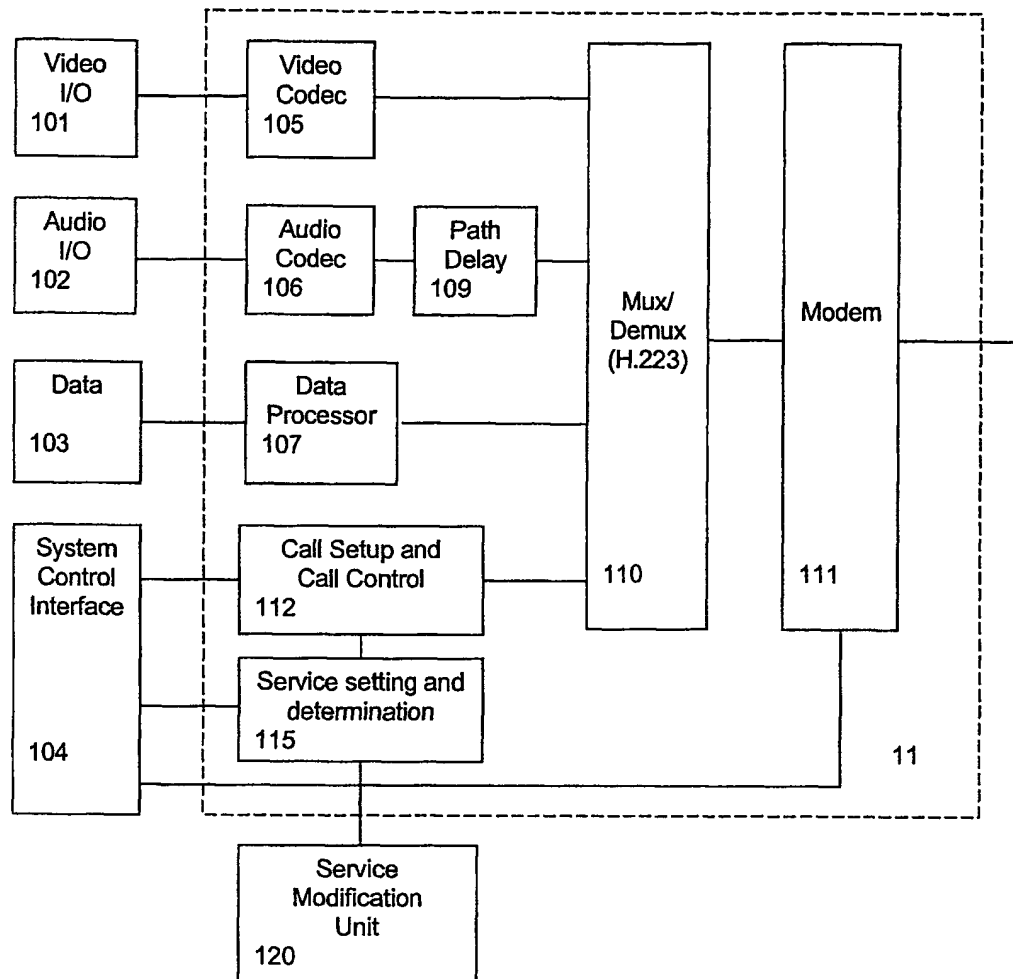 Video
I/O
101
Video
Codec
105
Audio
I/O
102
Audio
Codec
106
Path
Delay
109
Mux/
Demux
(H.223)
110
Modem
111
Data
103
Data
Processor
107
System
Control
Interface
104
Call Setup and
Call Control
112
Service setting and
determination
115
11
Service
Modification
Unit
120